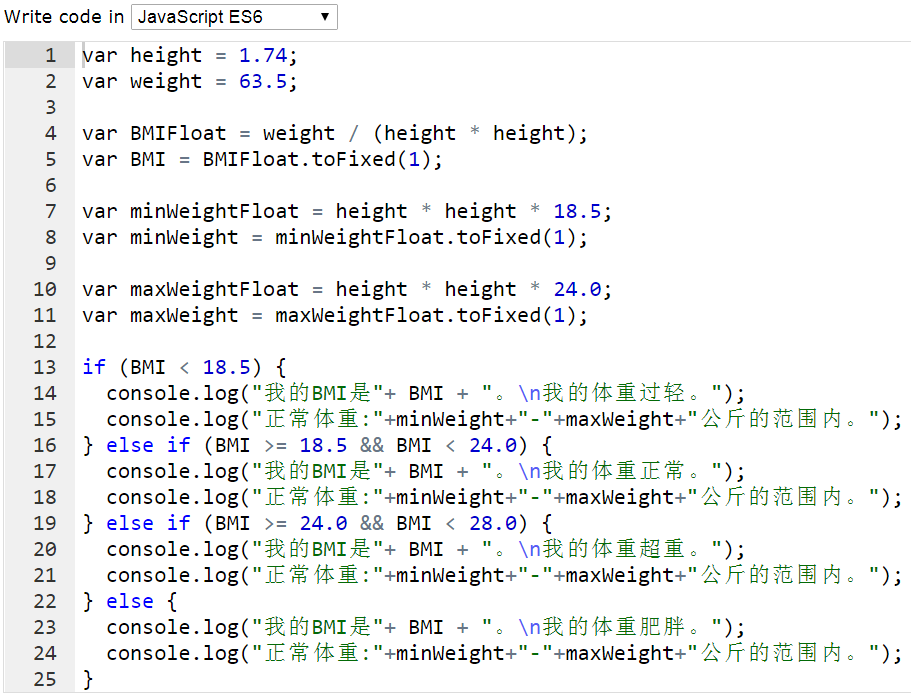 Write code in JavaScript ES6
1 var height = 1.74;
2 var weight = 63.5;
3
4 var BMIFloat = weight / (height * height);
5 var BMI = BMIFloat.toFixed(1);
6
7 var minWeightFloat = height * height * 18.5;
8 var minWeight = minWeightFloat.toFixed(1);
9
10 var maxWeightFloat = height * height * 24.0;
11 var maxWeight = maxWeightFloat.toFixed(1);
12
13 if (BMI < 18.5) {
14   console.log("我的BMI是"+ BMI + "。\n我的体重过轻。");
15   console.log("正常体重:"+minWeight+"-"+maxWeight+"公斤的范围内。");
16 } else if (BMI >= 18.5 && BMI < 24.0) {
17   console.log("我的BMI是"+ BMI + "。\n我的体重正常。");
18   console.log("正常体重:"+minWeight+"-"+maxWeight+"公斤的范围内。");
19 } else if (BMI >= 24.0 && BMI < 28.0) {
20   console.log("我的BMI是"+ BMI + "。\n我的体重超重。");
21   console.log("正常体重:"+minWeight+"-"+maxWeight+"公斤的范围内。");
22 } else {
23   console.log("我的BMI是"+ BMI + "。\n我的体重肥胖。");
24   console.log("正常体重:"+minWeight+"-"+maxWeight+"公斤的范围内。");
25 }